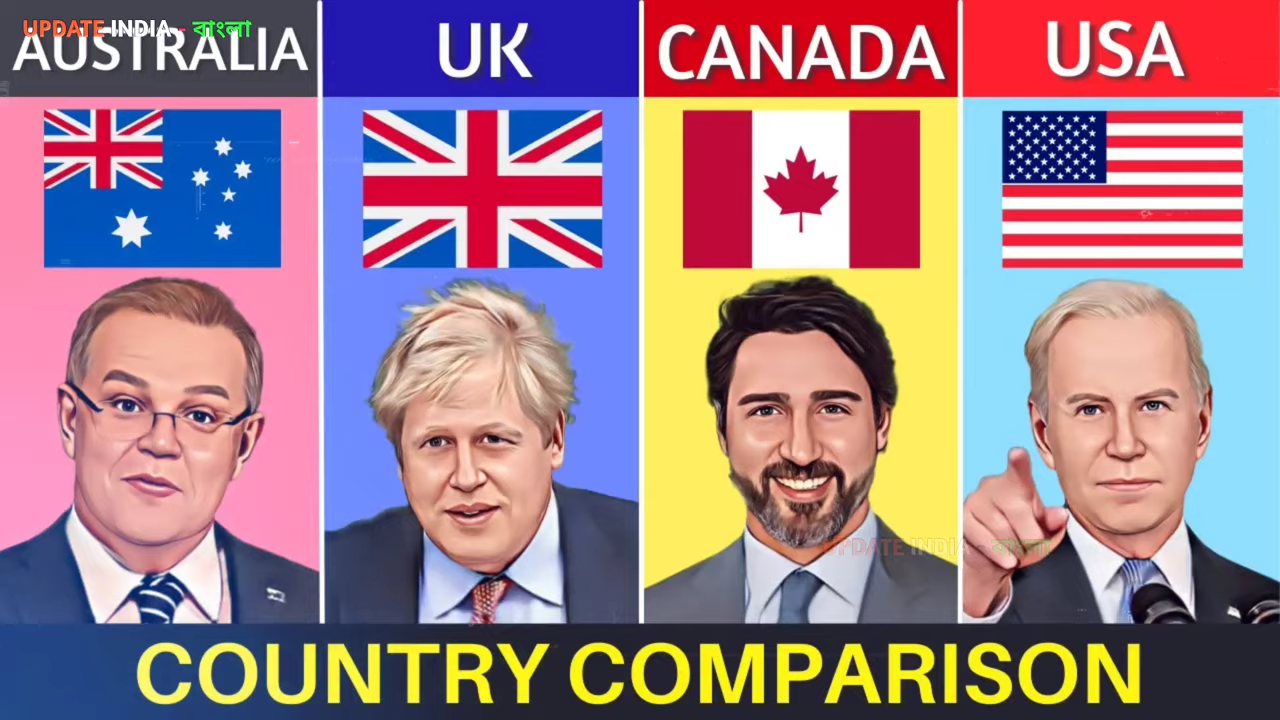 UPDATE INDIA - বাংলা
AUSTRALIA
UK
CANADA
USA
UPDATE INDIA - বাংলা
COUNTRY COMPARISON